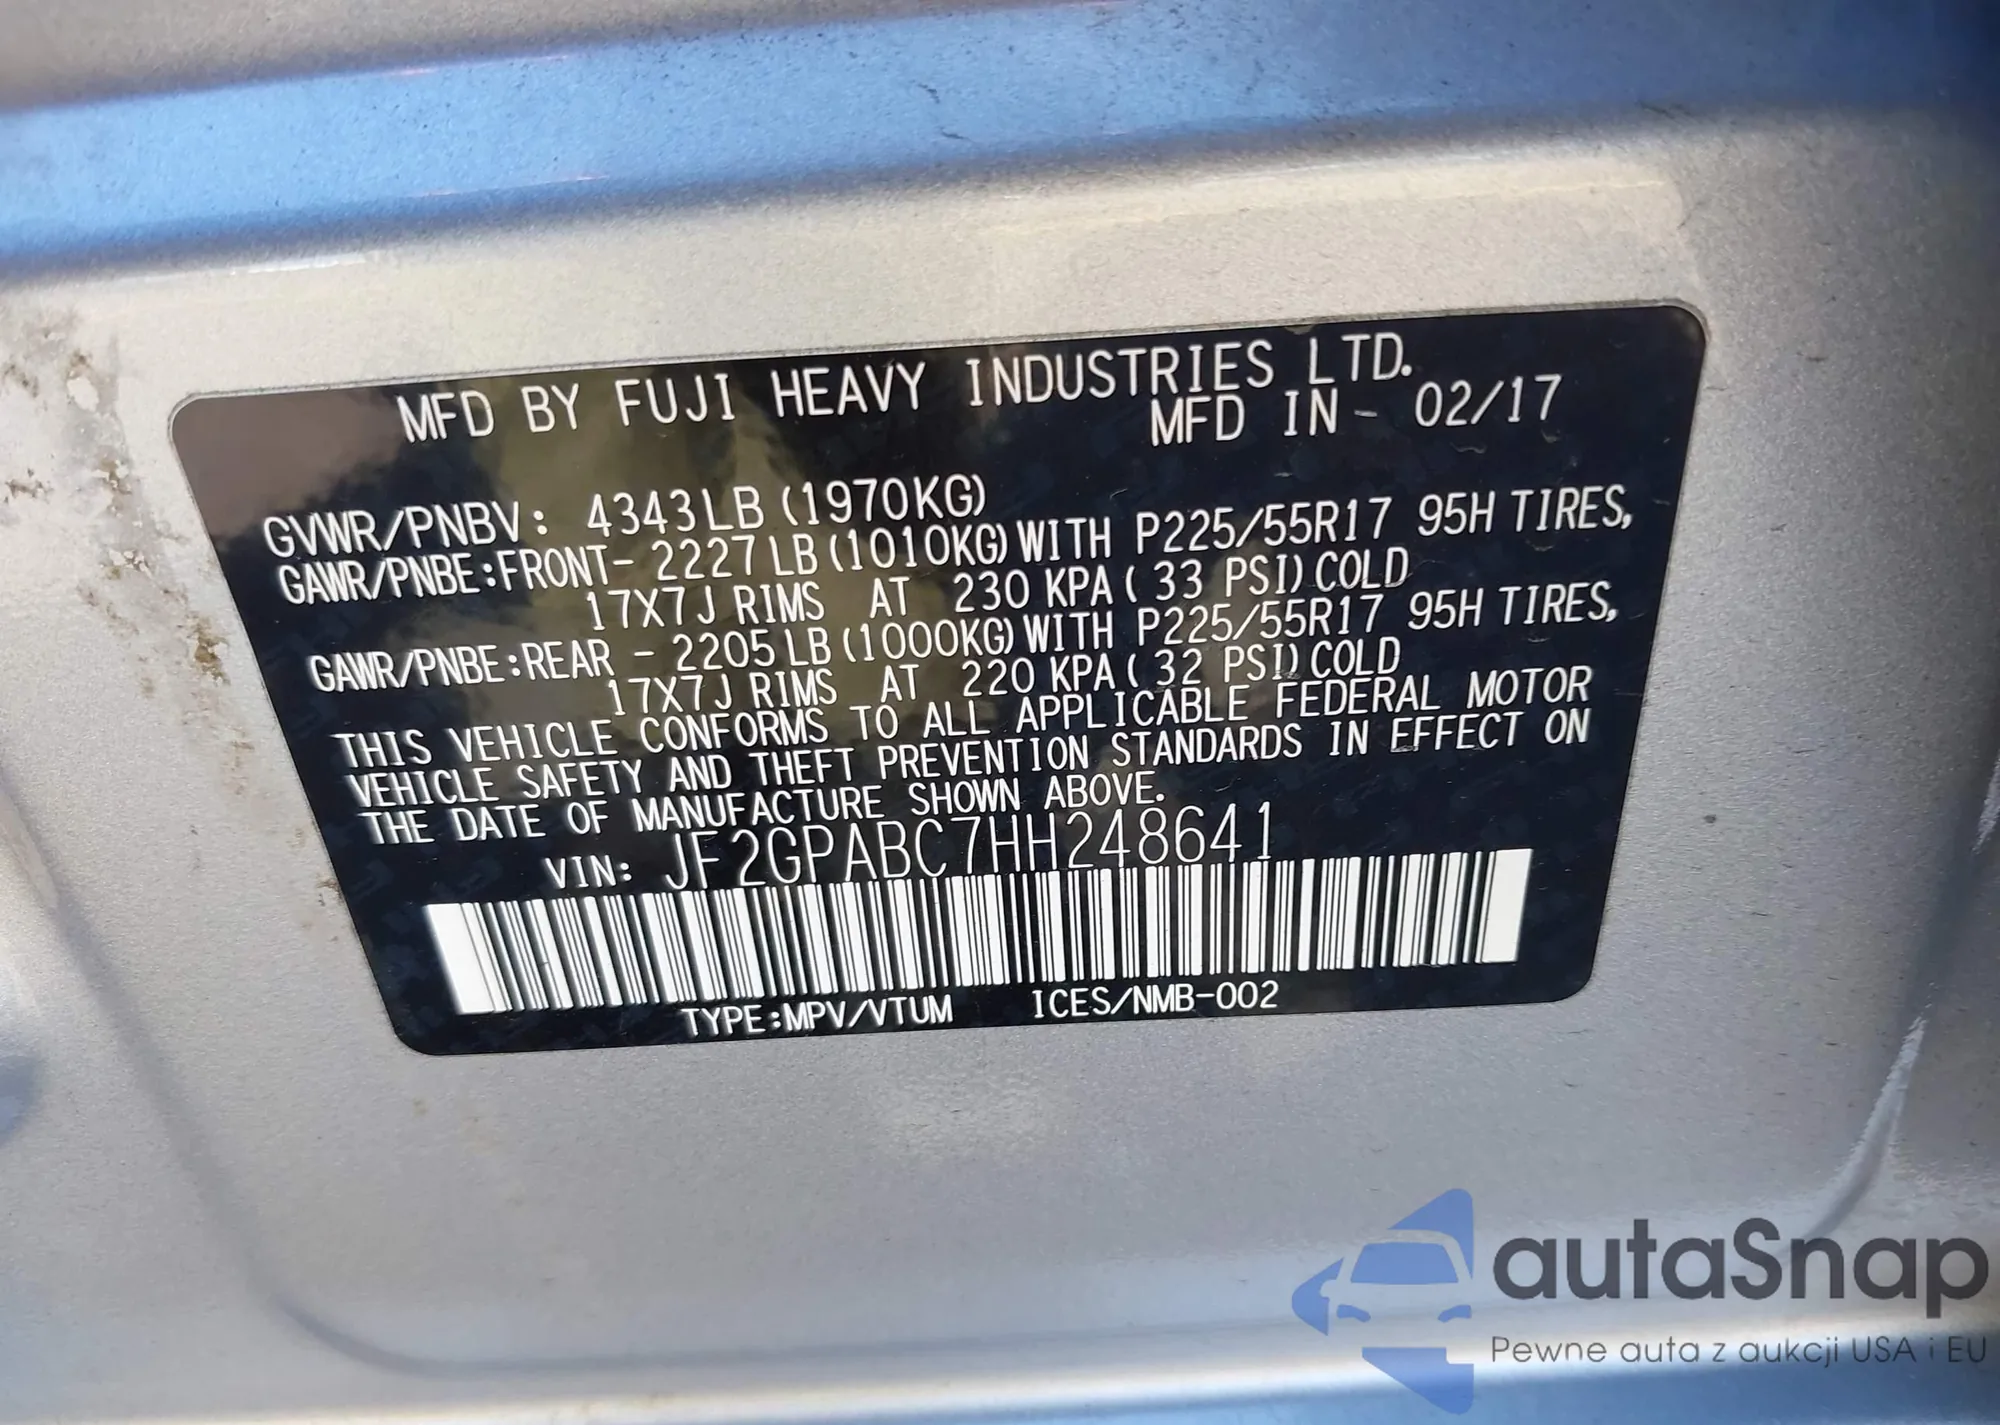 MFD BY FUJI HEAVY INDUSTRIES LTD.
MFD IN - 02/17
GVWR/PNBV: 4343LB (1970KG)
GAWR/PNBE:FRONT- 2227LB(1010KG)WITH P225/55R17 95H TIRES,
17X7J RIMS AT 230 KPA ( 33 PSI)COLD
GAWR/PNBE:REAR - 2205LB(1000KG)WITH P225/55R17 95H TIRES,
17X7J RIMS AT 220 KPA ( 32 PSI)COLD
THIS VEHICLE CONFORMS TO ALL APPLICABLE FEDERAL MOTOR
VEHICLE SAFETY AND THEFT PREVENTION STANDARDS IN EFFECT ON
THE DATE OF MANUFACTURE SHOWN ABOVE.
VIN: JF2GPABC7HH248641
TYPE:MPV/VTUM ICES/NMB-002
autaSnap
Pewne auta z aukcji USA i EU